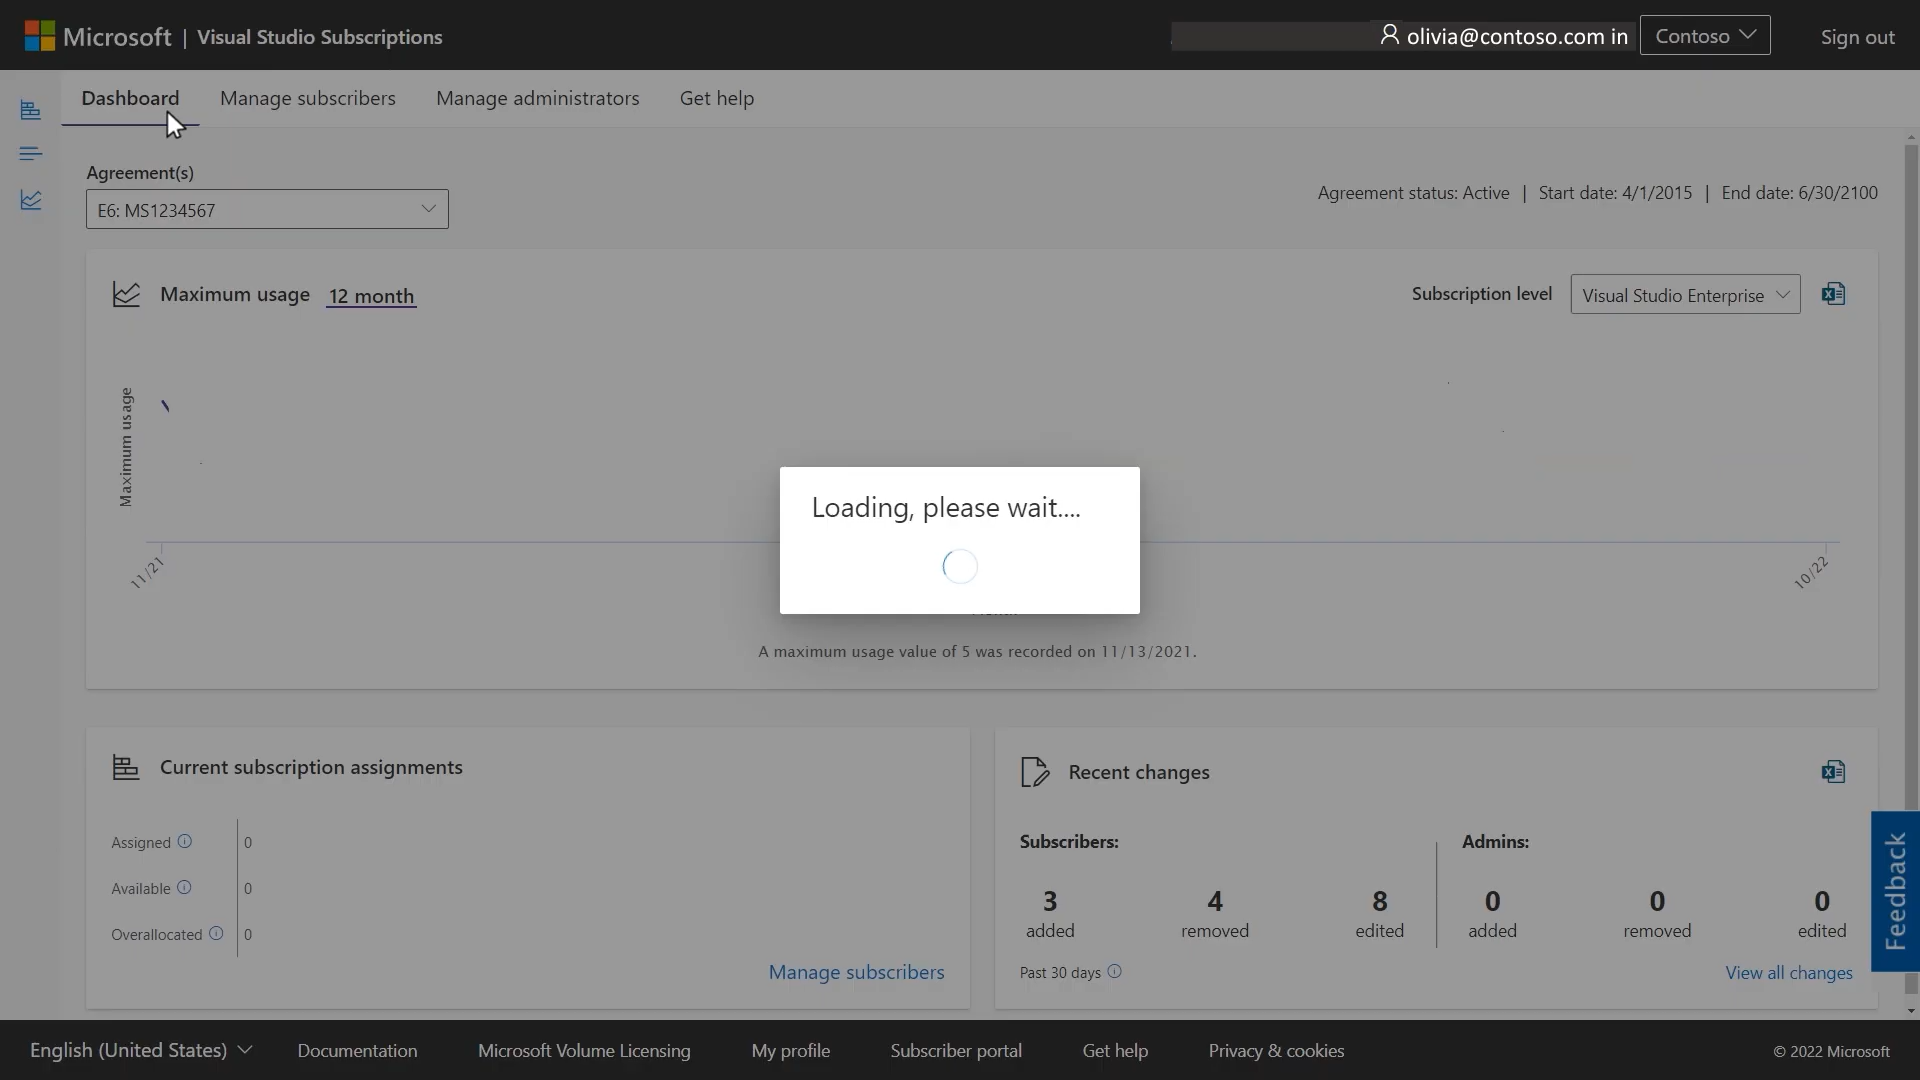 Microsoft | Visual Studio Subscriptions
olivia@contoso.com in
Contoso
Sign out
Dashboard
Manage subscribers
Manage administrators
Get help
Agreement(s)
E6: MS1234567
Agreement status: Active | Start date: 4/1/2015 | End date: 6/30/2100
Maximum usage
12 month
Subscription level
Visual Studio Enterprise
Maximum usage
Loading, please wait....
11/21
10/22
A maximum usage value of 5 was recorded on 11/13/2021.
Current subscription assignments
Assigned 0
Available 0
Overallocated 0
Manage subscribers
Recent changes
Subscribers:
3 4 8
added removed edited
Admins:
0 0 0
added removed edited
Past 30 days
View all changes
Feedback
English (United States)
Documentation
Microsoft Volume Licensing
My profile
Subscriber portal
Get help
Privacy & cookies
© 2022 Microsoft